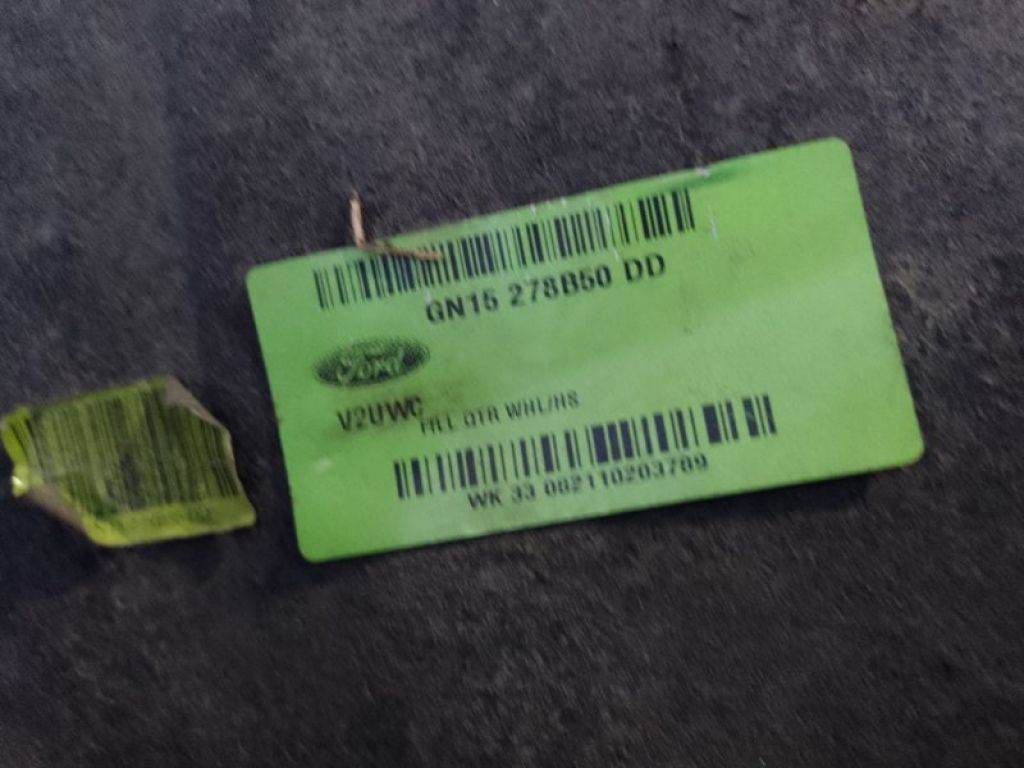 GN15 278B50 DD
Ford
V2UWC FILL QTR WHL/HS
WK 33 082110203789